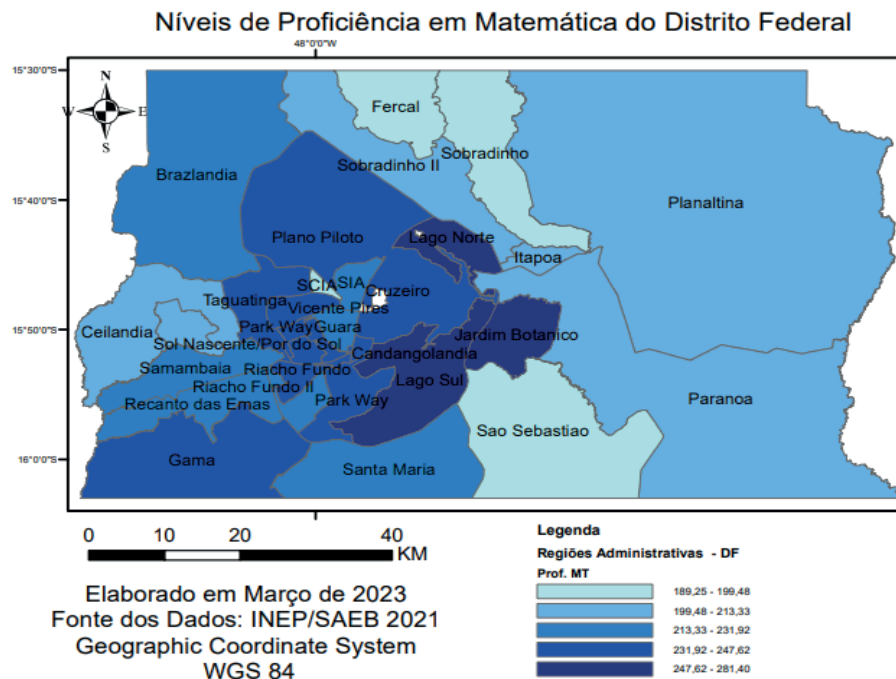 Níveis de Proficiência em Matemática do Distrito Federal
48°0'0"W
15°30'0"S
N
W E
S
Fercal
Sobradinho
Sobradinho II
Brazlandia
15°40'0"S
Planaltina
Plano Piloto
Lago Norte
Itapoa
SCIA
SIA
Cruzeiro
Taguatinga
Vicente Pires
15°50'0"S
Ceilandia
Park Way
Guara
Jardim Botanico
Sol Nascente/Por do Sol
Candangolandia
Samambaia
Riacho Fundo
Lago Sul
Riacho Fundo II
Recanto das Emas
Park Way
Paranoa
Sao Sebastiao
16°0'0"S
Gama
Santa Maria
0 10 20 40
KM
Legenda
Regiões Administrativas - DF
Prof. MT
189,25 - 199,48
199,48 - 213,33
213,33 - 231,92
231,92 - 247,62
247,62 - 281,40
Elaborado em Março de 2023
Fonte dos Dados: INEP/SAEB 2021
Geographic Coordinate System
WGS 84